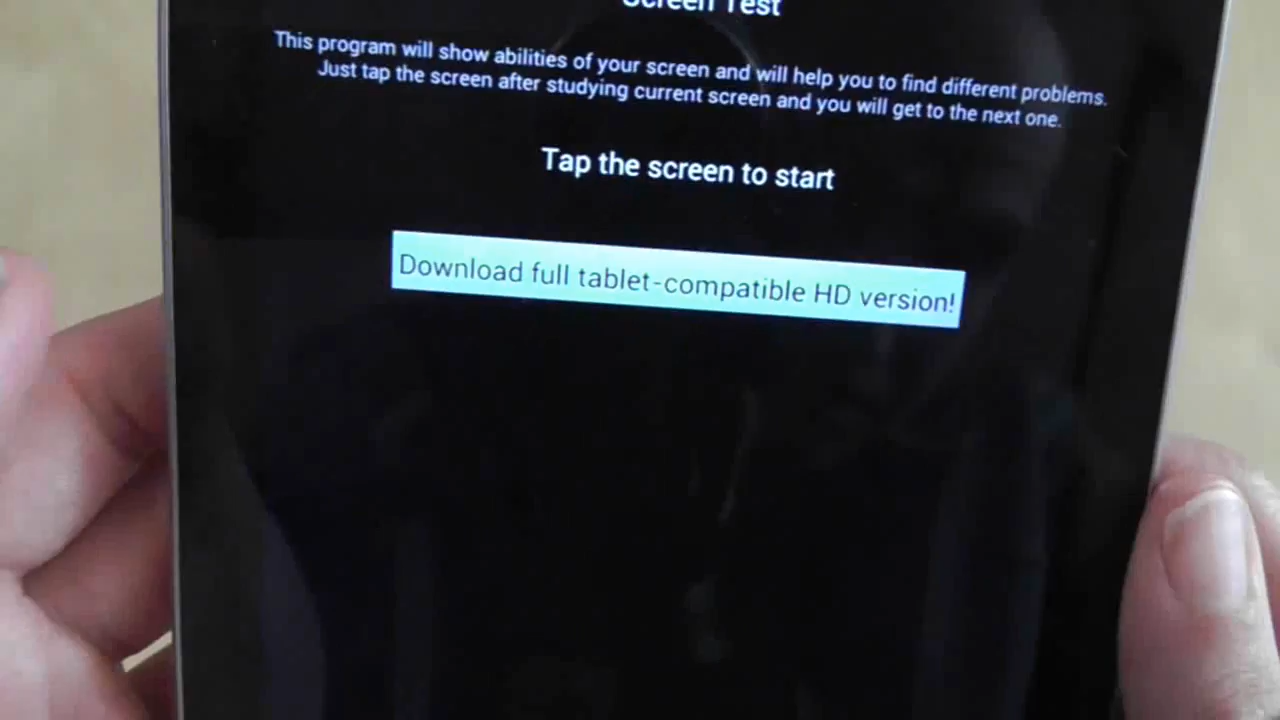 Screen Test
This program will show abilities of your screen and will help you to find different problems.
Just tap the screen after studying current screen and you will get to the next one.
Tap the screen to start
Download full tablet-compatible HD version!